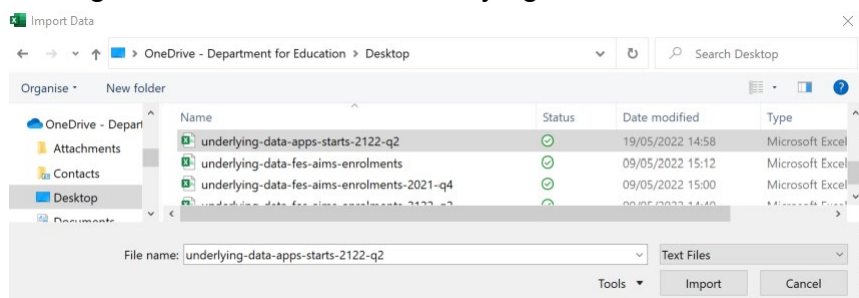 Import Data
OneDrive - Department for Education > Desktop
Search Desktop
Organise
New folder
Name
Status
Date modified
Type
OneDrive - Depart
Attachments
Contacts
Desktop
Documents
underlying-data-apps-starts-2122-q2
19/05/2022 14:58
Microsoft Excel
underlying-data-fes-aims-enrolments
09/05/2022 15:12
Microsoft Excel
underlying-data-fes-aims-enrolments-2021-q4
09/05/2022 15:00
Microsoft Excel
File name: underlying-data-apps-starts-2122-q2
Text Files
Tools
Import
Cancel